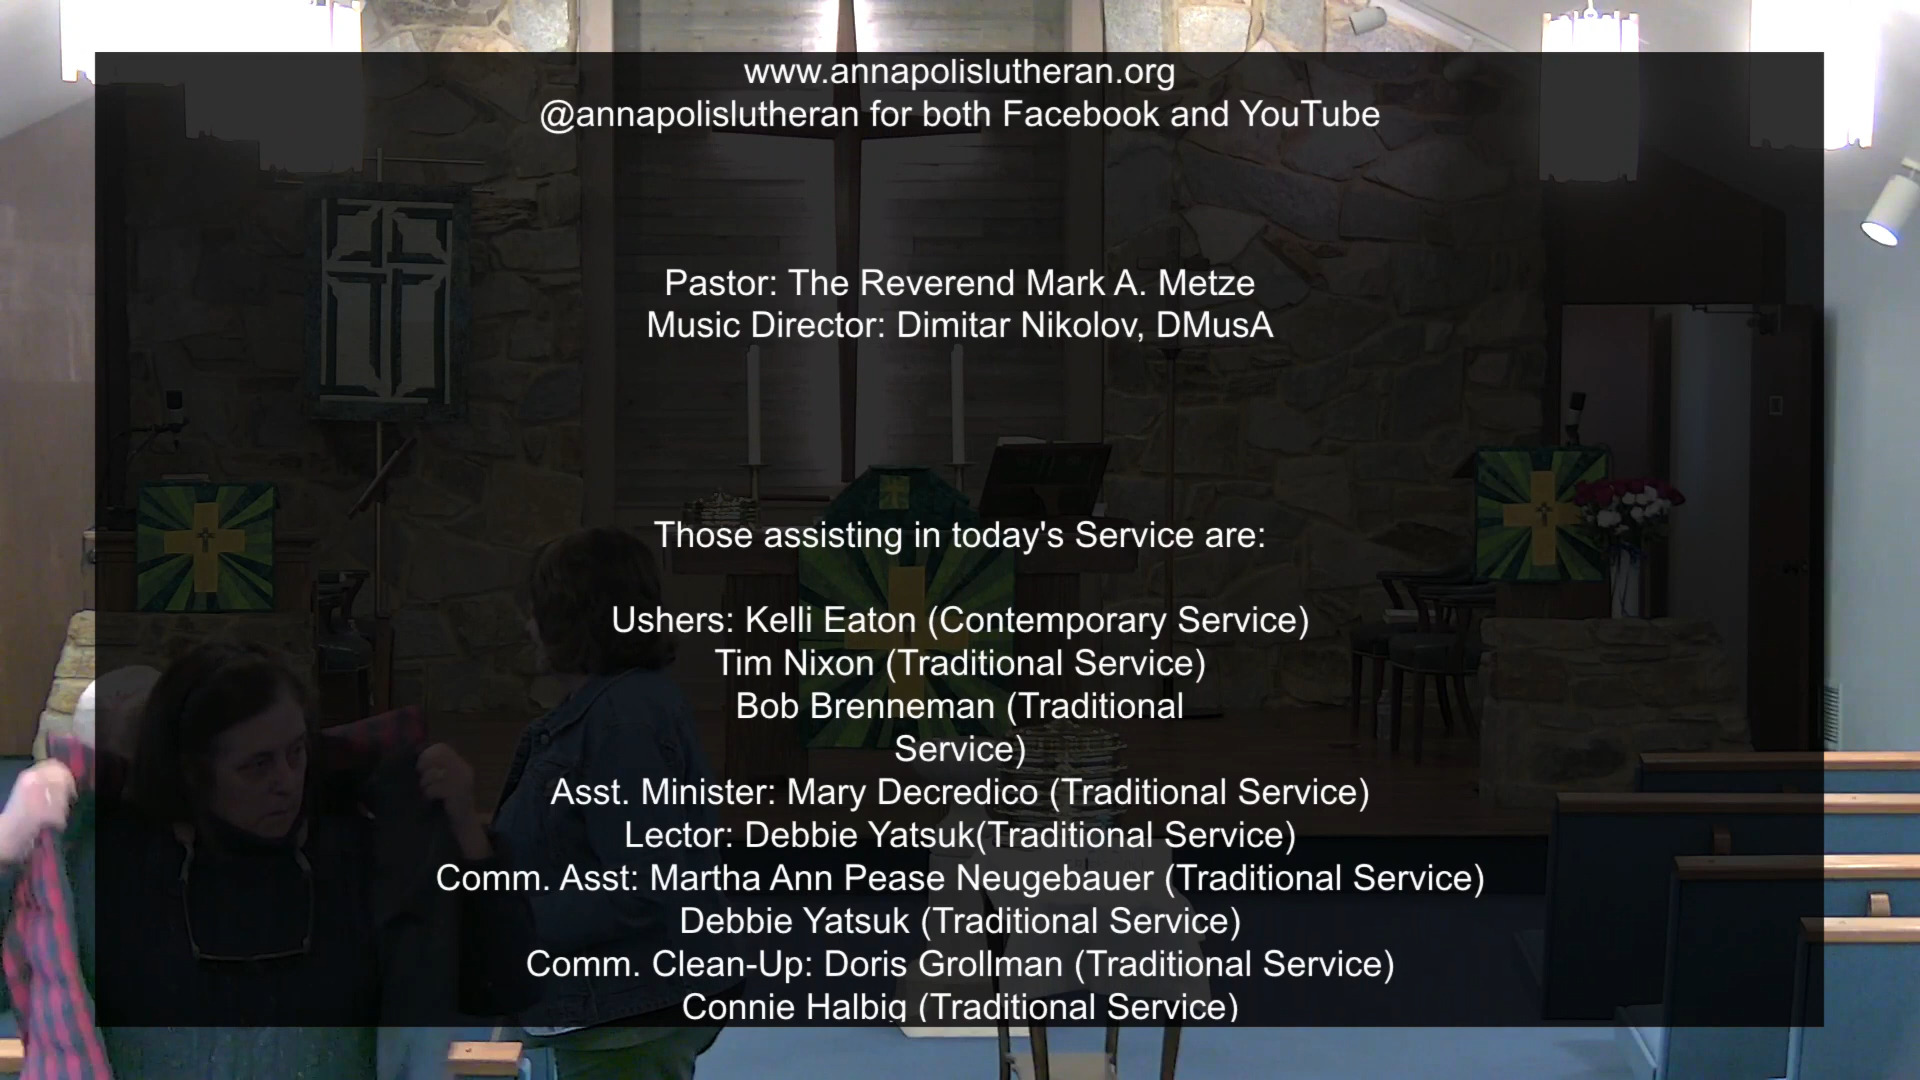 www.annapolislutheran.org
@annapolislutheran for both Facebook and YouTube
Pastor: The Reverend Mark A. Metze
Music Director: Dimitar Nikolov, DMusA
Those assisting in today's Service are:
Ushers: Kelli Eaton (Contemporary Service)
Tim Nixon (Traditional Service)
Bob Brenneman (Traditional
Service)
Asst. Minister: Mary Decredico (Traditional Service)
Lector: Debbie Yatsuk(Traditional Service)
Comm. Asst: Martha Ann Pease Neugebauer (Traditional Service)
Debbie Yatsuk (Traditional Service)
Comm. Clean-Up: Doris Grollman (Traditional Service)
Connie Halbig (Traditional Service)